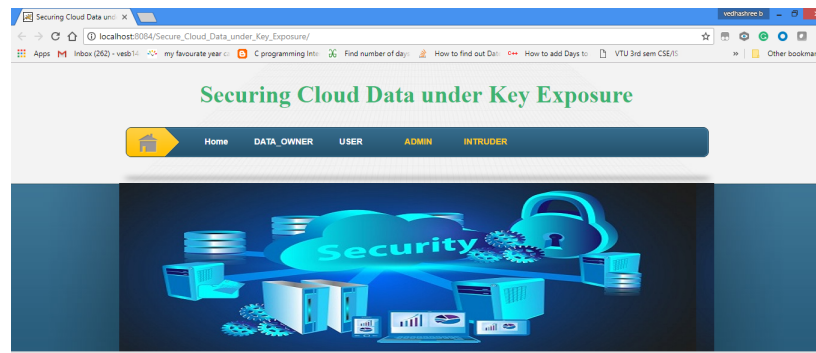 Securing Cloud Data und
vedhashree b
localhost:8084/Secure_Cloud_Data_under_Key_Exposure/
Apps Inbox (262) - vesb14 my favourate year ca C programming Inte Find number of days How to find out Dat C++ How to add Days to VTU 3rd sem CSE/IS » Other bookmar
Securing Cloud Data under Key Exposure
Home DATA_OWNER USER ADMIN INTRUDER
Security